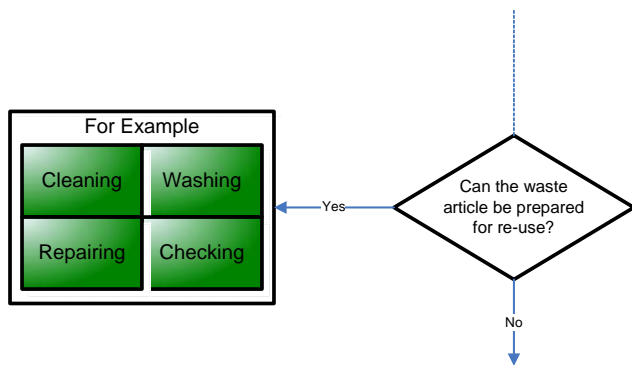 For Example
Cleaning
Washing
Repairing
Checking
Yes
Can the waste
article be prepared
for re-use?
No